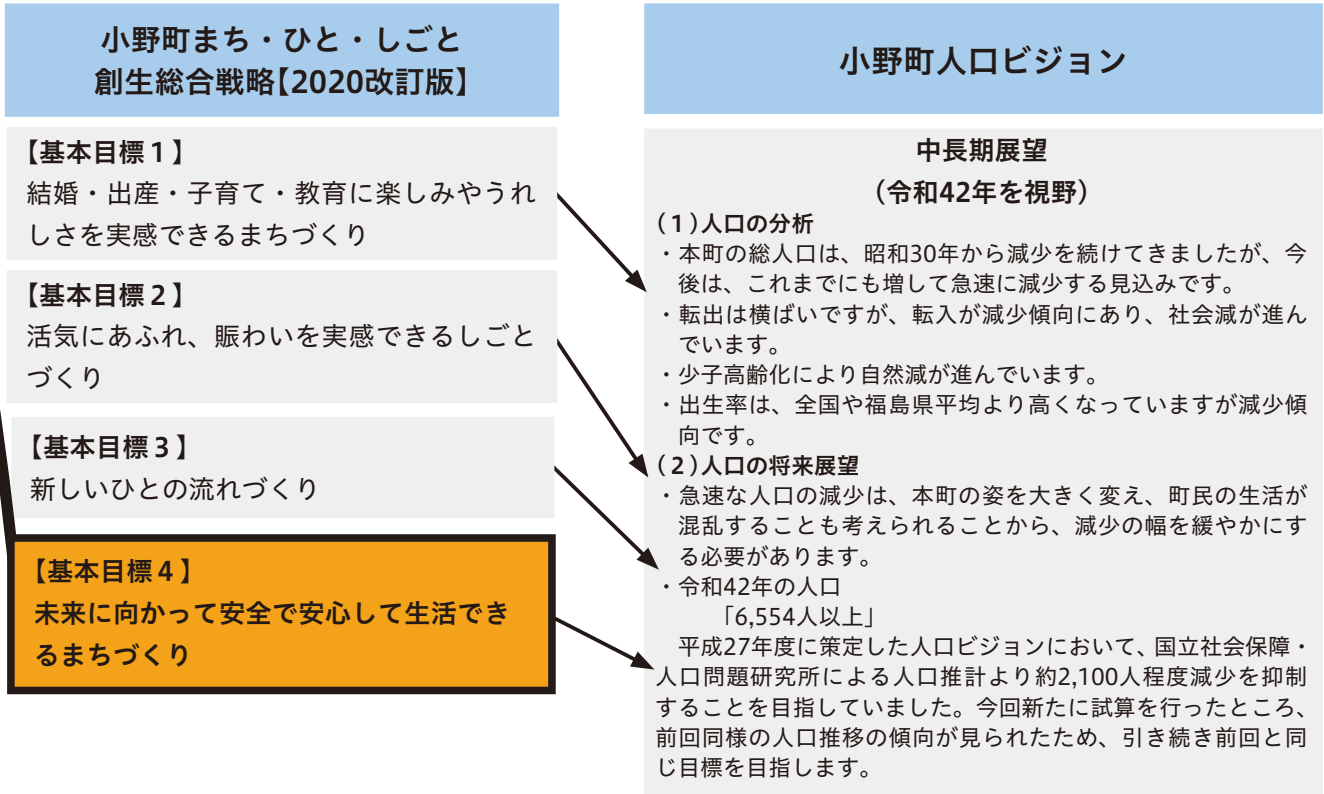 小野町まち・ひと・しごと
創生総合戦略【2020改訂版】
【基本目標1】
結婚・出産・子育て・教育に楽しみやうれ
しさを実感できるまちづくり
【基本目標2】
活気にあふれ、賑わいを実感できるしごと
づくり
【基本目標3】
新しいひとの流れづくり
【基本目標4】
未来に向かって安全で安心して生活でき
るまちづくり
小野町人口ビジョン
中長期展望
(令和42年を視野)
(1)人口の分析
・本町の総人口は、昭和30年から減少を続けてきましたが、今
後は、これまでにも増して急速に減少する見込みです。
・転出は横ばいですが、転入が減少傾向にあり、社会減が進ん
でいます。
・少子高齢化により自然減が進んでいます。
・出生率は、全国や福島県平均より高くなっていますが減少傾
向です。
(2)人口の将来展望
・急速な人口の減少は、本町の姿を大きく変え、町民の生活が
混乱することも考えられることから、減少の幅を緩やかにす
る必要があります。
・令和42年の人口
「6,554人以上」
平成27年度に策定した人口ビジョンにおいて、国立社会保障・
人口問題研究所による人口推計より約2,100人程度減少を抑制
することを目指していました。今回新たに試算を行ったところ、
前回同様の人口推移の傾向が見られたため、引き続き前回と同
じ目標を目指します。